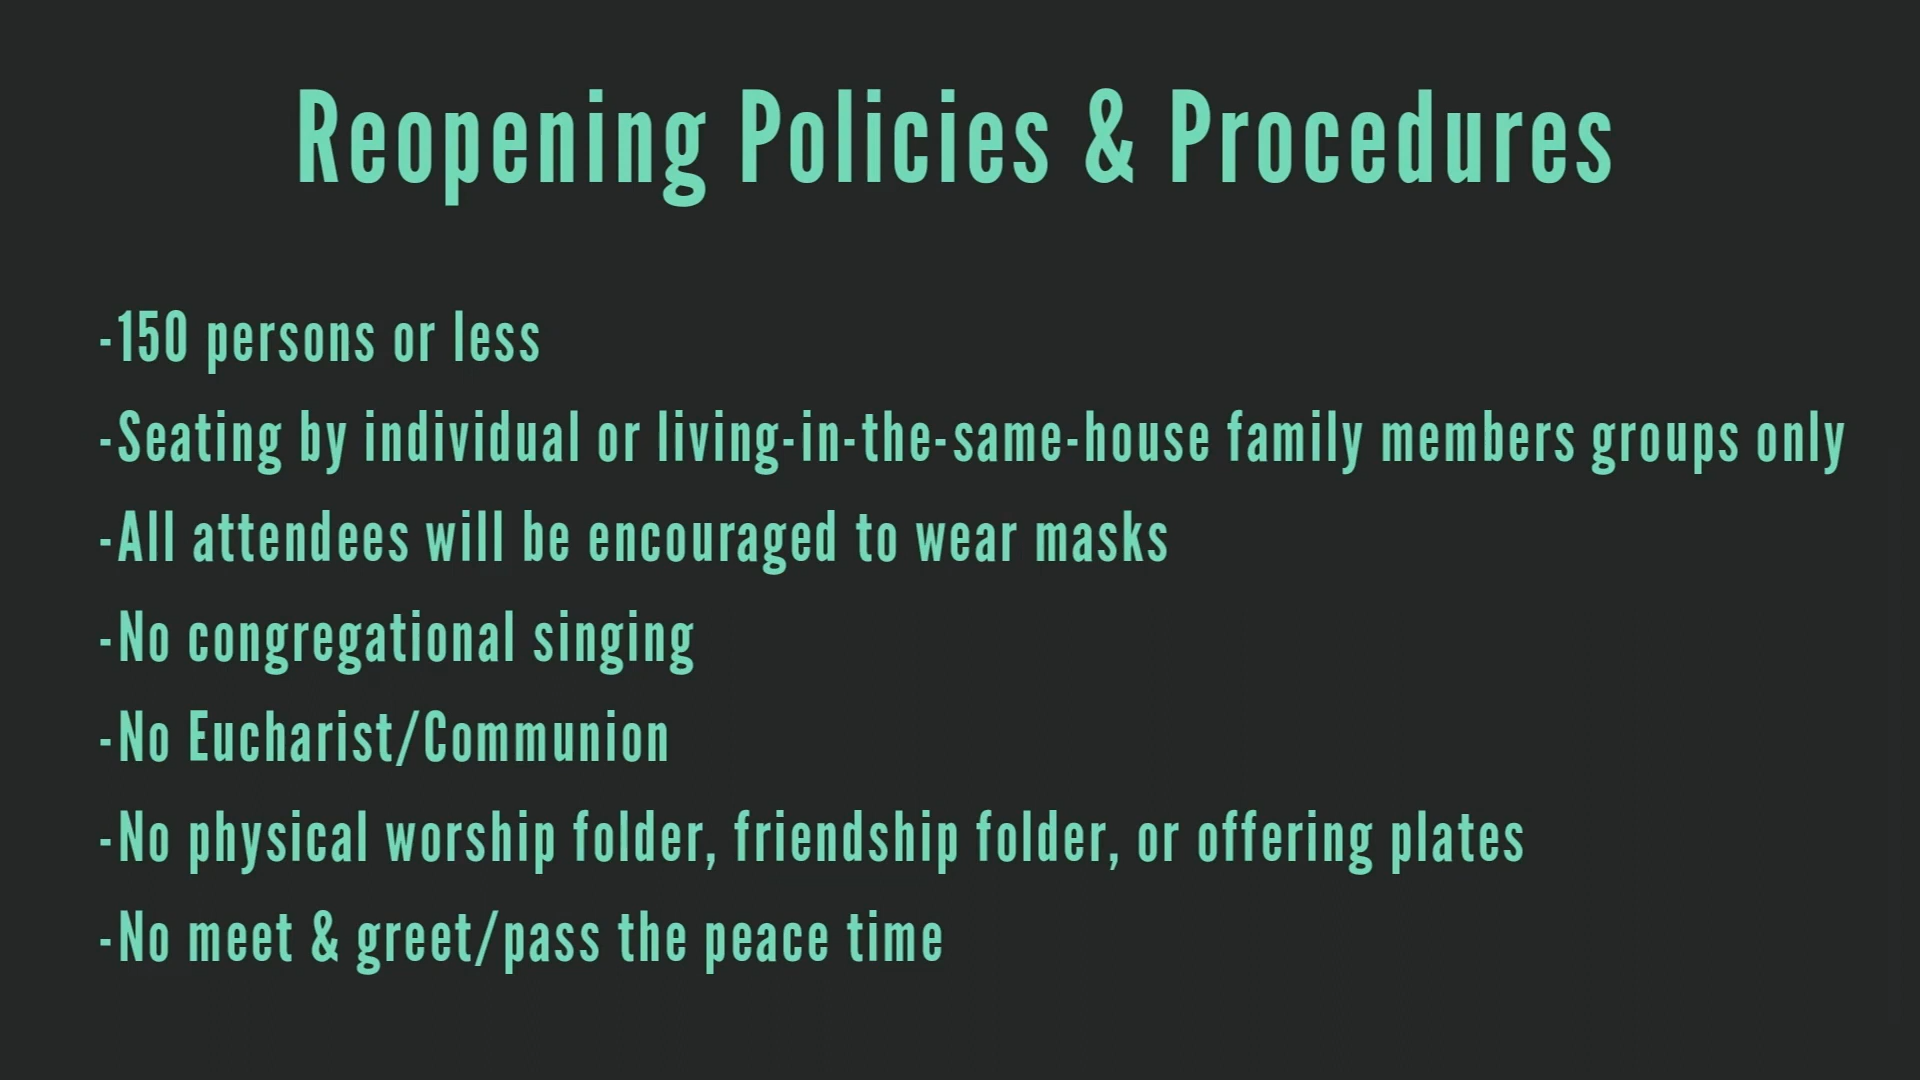 Reopening Policies & Procedures
-150 persons or less
-Seating by individual or living-in-the-same-house family members groups only
-All attendees will be encouraged to wear masks
-No congregational singing
-No Eucharist/Communion
-No physical worship folder, friendship folder, or offering plates
-No meet & greet/pass the peace time